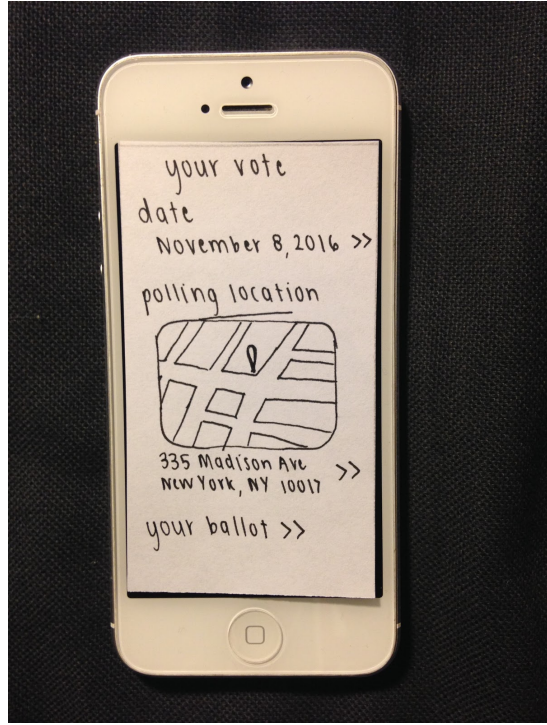 your vote
date
November 8, 2016 >>
polling location
335 Madison Ave >>
New York, NY 10017
your ballot >>